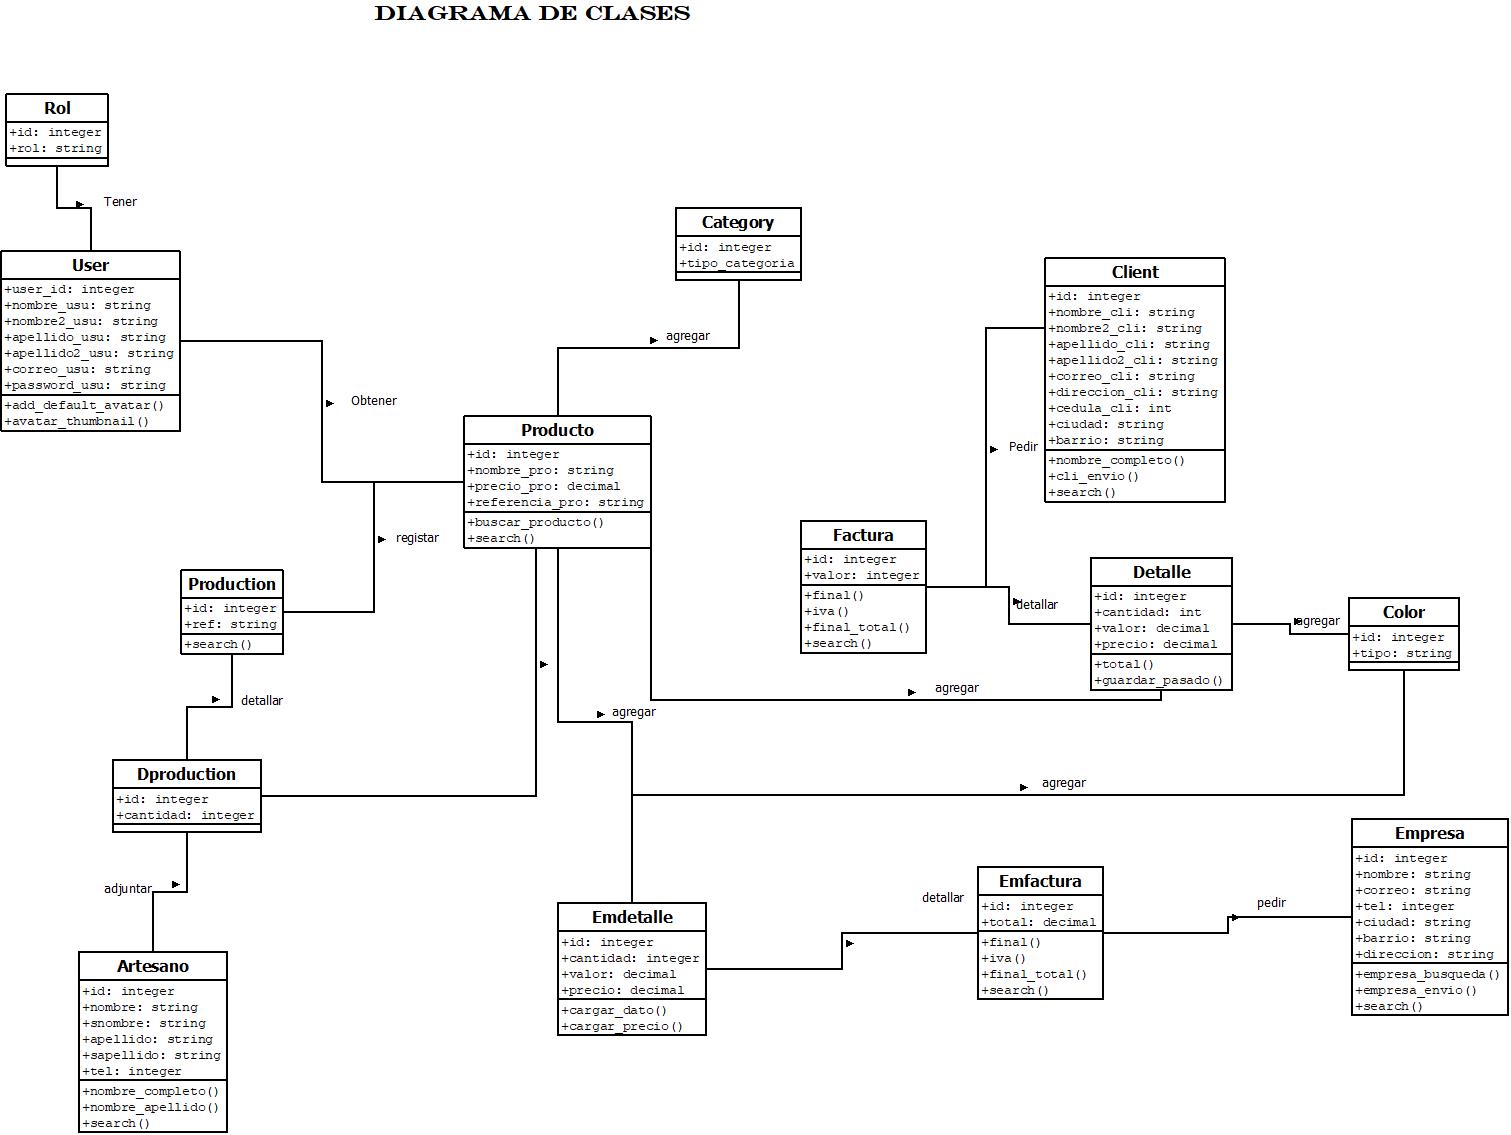 DIAGRAMA DE CLASES
Rol
+id: integer
+rol: string
Tener
User
+user_id: integer
+nombre_usu: string
+nombre2_usu: string
+apellido_usu: string
+apellido2_usu: string
+correo_usu: string
+password_usu: string
+add_default_avatar()
+avatar_thumbnail()
Obtener
Category
+id: integer
+tipo_categoria
agregar
Client
+id: integer
+nombre_cli: string
+nombre2_cli: string
+apellido_cli: string
+apellido2_cli: string
+correo_cli: string
+direccion_cli: string
+cedula_cli: int
+ciudad: string
+barrio: string
+nombre_completo()
+cli_envio()
+search()
Pedir
Producto
+id: integer
+nombre_pro: string
+precio_pro: decimal
+referencia_pro: string
+buscar_producto()
+search()
registar
Factura
+id: integer
+valor: integer
+final()
+iva()
+final_total()
+search()
detallar
Detalle
+id: integer
+cantidad: int
+valor: decimal
+precio: decimal
+total()
+guardar_pasado()
agregar
Color
+id: integer
+tipo: string
Production
+id: integer
+ref: string
+search()
detallar
agregar
agregar
agregar
Dproduction
+id: integer
+cantidad: integer
adjuntar
Artesano
+id: integer
+nombre: string
+snombre: string
+apellido: string
+sapellido: string
+tel: integer
+nombre_completo()
+nombre_apellido()
+search()
Emdetalle
+id: integer
+cantidad: integer
+valor: decimal
+precio: decimal
+cargar_dato()
+cargar_precio()
detallar
Emfactura
+id: integer
+total: decimal
+final()
+iva()
+final_total()
+search()
pedir
Empresa
+id: integer
+nombre: string
+correo: string
+tel: integer
+ciudad: string
+barrio: string
+direccion: string
+empresa_busqueda()
+empresa_envio()
+search()